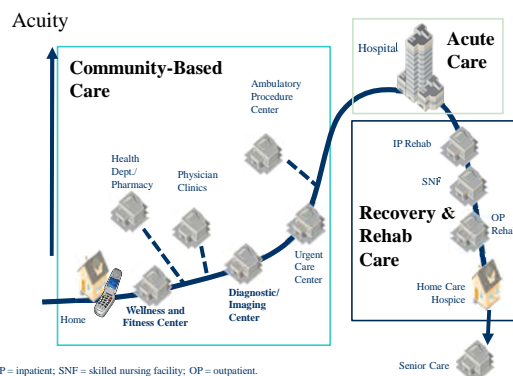 Acuity
Community-Based
Care
Hospital
Acute
Care
Ambulatory
Procedure
Center
Health
Dept./
Pharmacy
Physician
Clinics
IP Rehab
SNF
Recovery &
Rehab
Care
OP
Reha
Urgent
Care
Center
Diagnostic/
Imaging
Center
Wellness and
Fitness Center
Home
Home Care
Hospice
Senior Care
P = inpatient; SNF = skilled nursing facility; OP = outpatient.